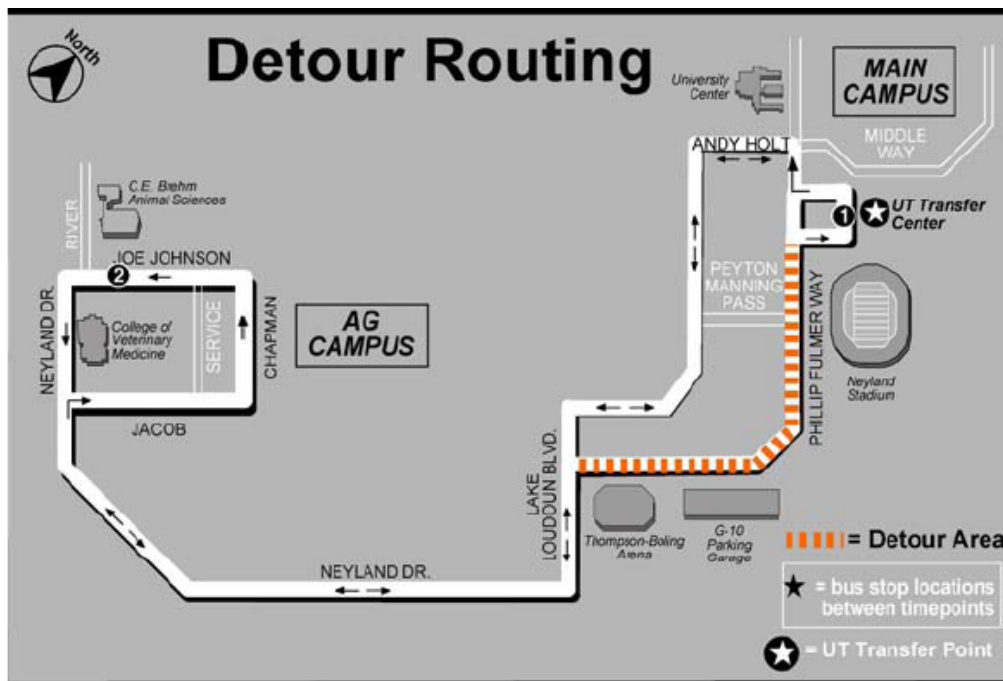 North
Detour Routing
University
Center
MAIN
CAMPUS
MIDDLE
WAY
ANDY HOLT
C.E. Brehm
Animal Sciences
RIVER
1
UT Transfer
Center
JOE JOHNSON
2
NEYLAND DR.
College of
Veterinary
Medicine
SERVICE
CHAPMAN
AG
CAMPUS
PEYTON
MANNING
PASS
PHILLIP FULMER WAY
Neyland
Stadium
JACOB
LAKE
LOUDOUN BLVD.
Thompson-Boling
Arena
G-10
Parking
Garage
NEYLAND DR.
= Detour Area
= bus stop locations
between timepoints
= UT Transfer Point